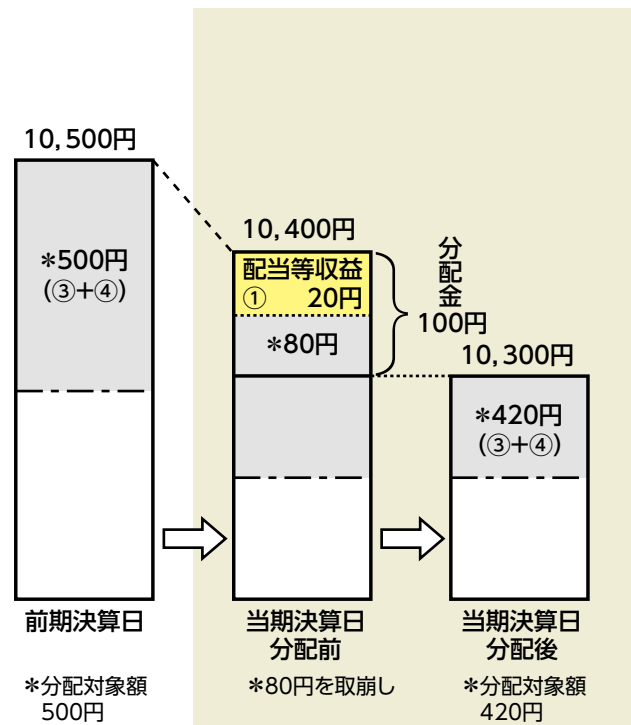 10,500円
*500円
(③+④)
前期決算日
*分配対象額
500円
10,400円
配当等収益
① 20円
*80円
分配金
100円
当期決算日
分配前
*80円を取崩し
10,300円
*420円
(③+④)
当期決算日
分配後
*分配対象額
420円